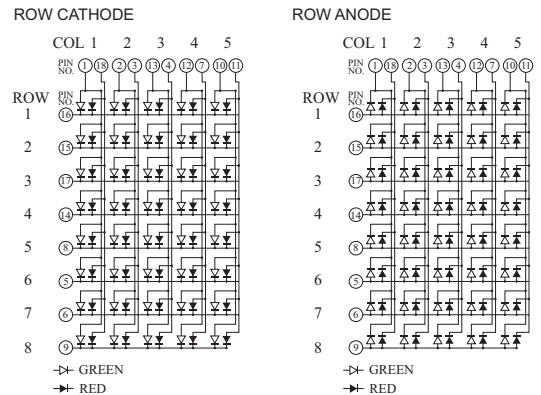 ROW CATHODE
COL 1 2 3 4 5
PIN NO. 1 18 2 3 13 4 12 7 10 11
ROW PIN NO.
1 16
2 15
3 17
4 14
5 8
6 5
7 6
8 9
GREEN
RED
ROW ANODE
COL 1 2 3 4 5
PIN NO. 1 18 2 3 13 4 12 7 10 11
ROW PIN NO.
1 16
2 15
3 17
4 14
5 8
6 5
7 6
8 9
GREEN
RED